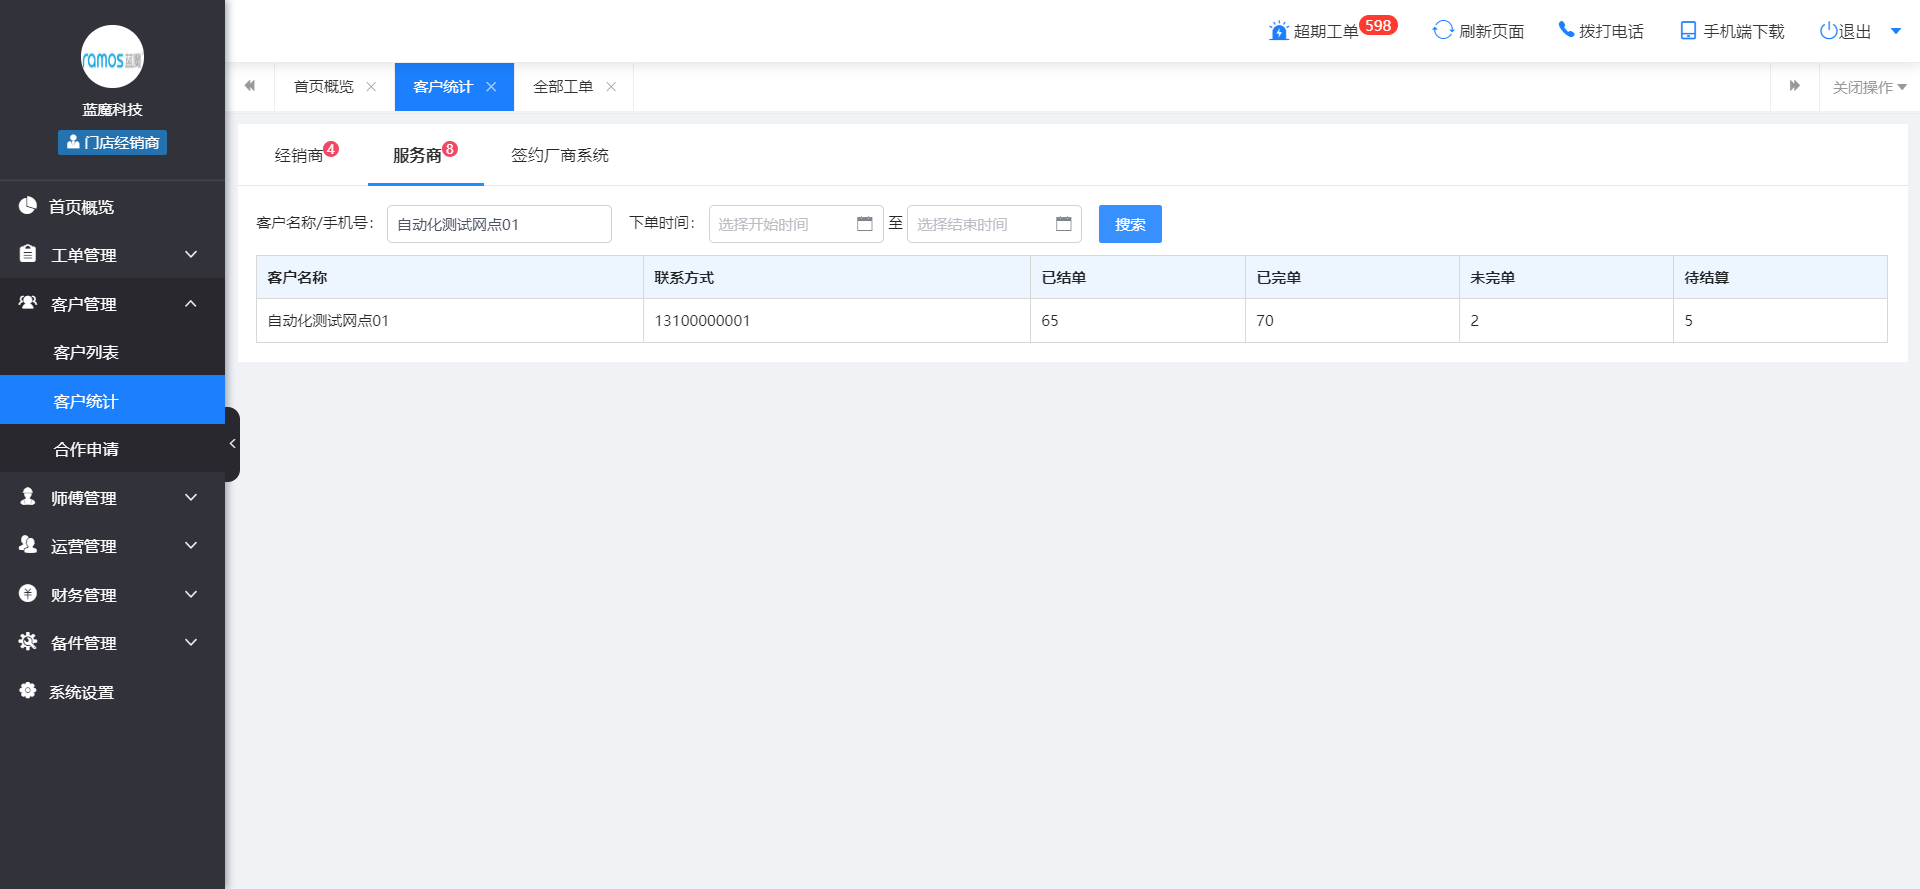 超期工单 598
刷新页面
拨打电话
手机端下载
退出
ramos蓝魔
蓝魔科技
门店经销商
首页概览
工单管理
客户管理
客户列表
客户统计
合作申请
师傅管理
运营管理
财务管理
备件管理
系统设置
首页概览 客户统计 全部工单 关闭操作
经销商 4 服务商 8 签约厂商系统
客户名称/手机号： 自动化测试网点01 下单时间： 选择开始时间 至 选择结束时间 搜索
客户名称 联系方式 已结单 已完单 未完单 待结算
自动化测试网点01 13100000001 65 70 2 5